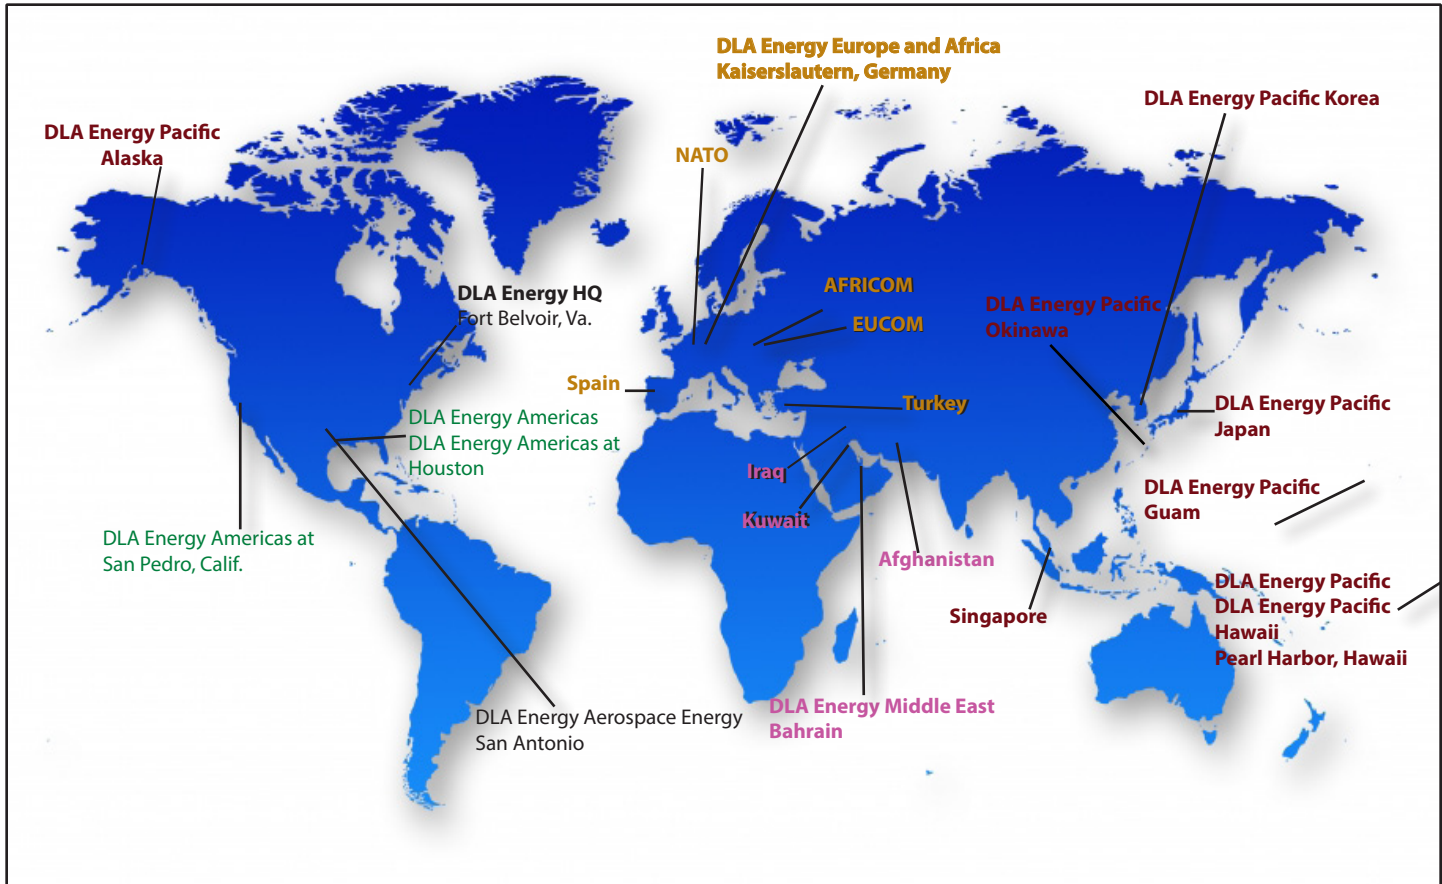 DLA Energy Europe and Africa
Kaiserslautern, Germany
DLA Energy Pacific Korea
DLA Energy Pacific
Alaska
NATO
AFRICOM
EUCOM
DLA Energy HQ
Fort Belvoir, Va.
DLA Energy Pacific
Okinawa
Spain
Turkey
DLA Energy Pacific
Japan
DLA Energy Americas
DLA Energy Americas at
Houston
Iraq
Kuwait
DLA Energy Pacific
Guam
DLA Energy Americas at
San Pedro, Calif.
Afghanistan
Singapore
DLA Energy Pacific
DLA Energy Pacific
Hawaii
Pearl Harbor, Hawaii
DLA Energy Middle East
Bahrain
DLA Energy Aerospace Energy
San Antonio